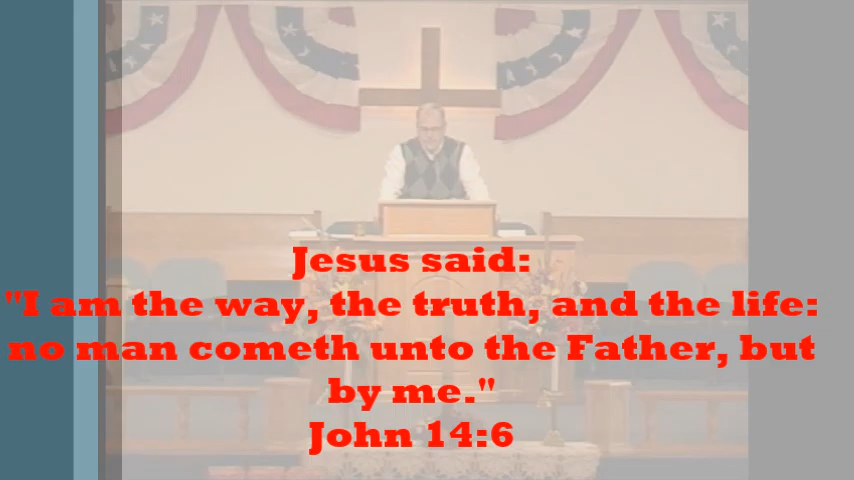 Jesus said:
"I am the way, the truth, and the life:
no man cometh unto the Father, but
by me."
John 14:6